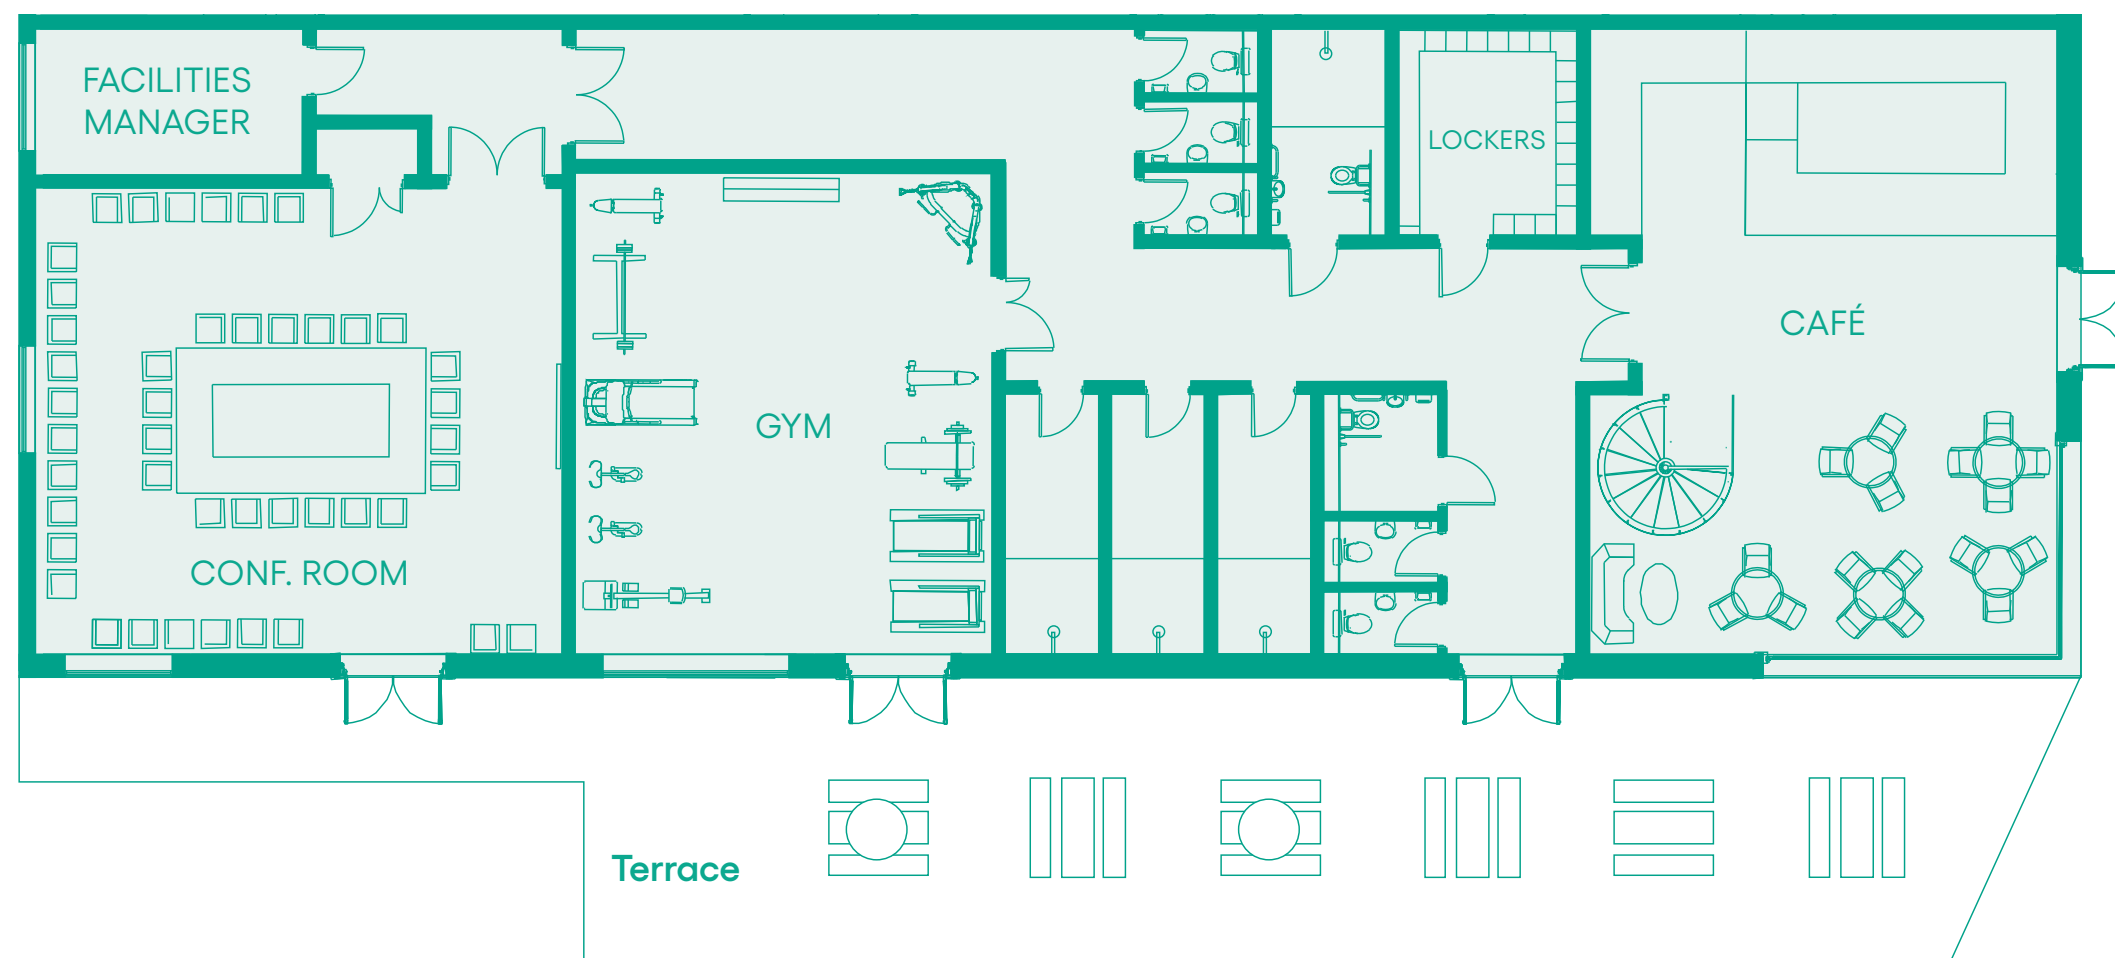 FACILITIES
MANAGER
LOCKERS
CAFÉ
GYM
CONF. ROOM
Terrace